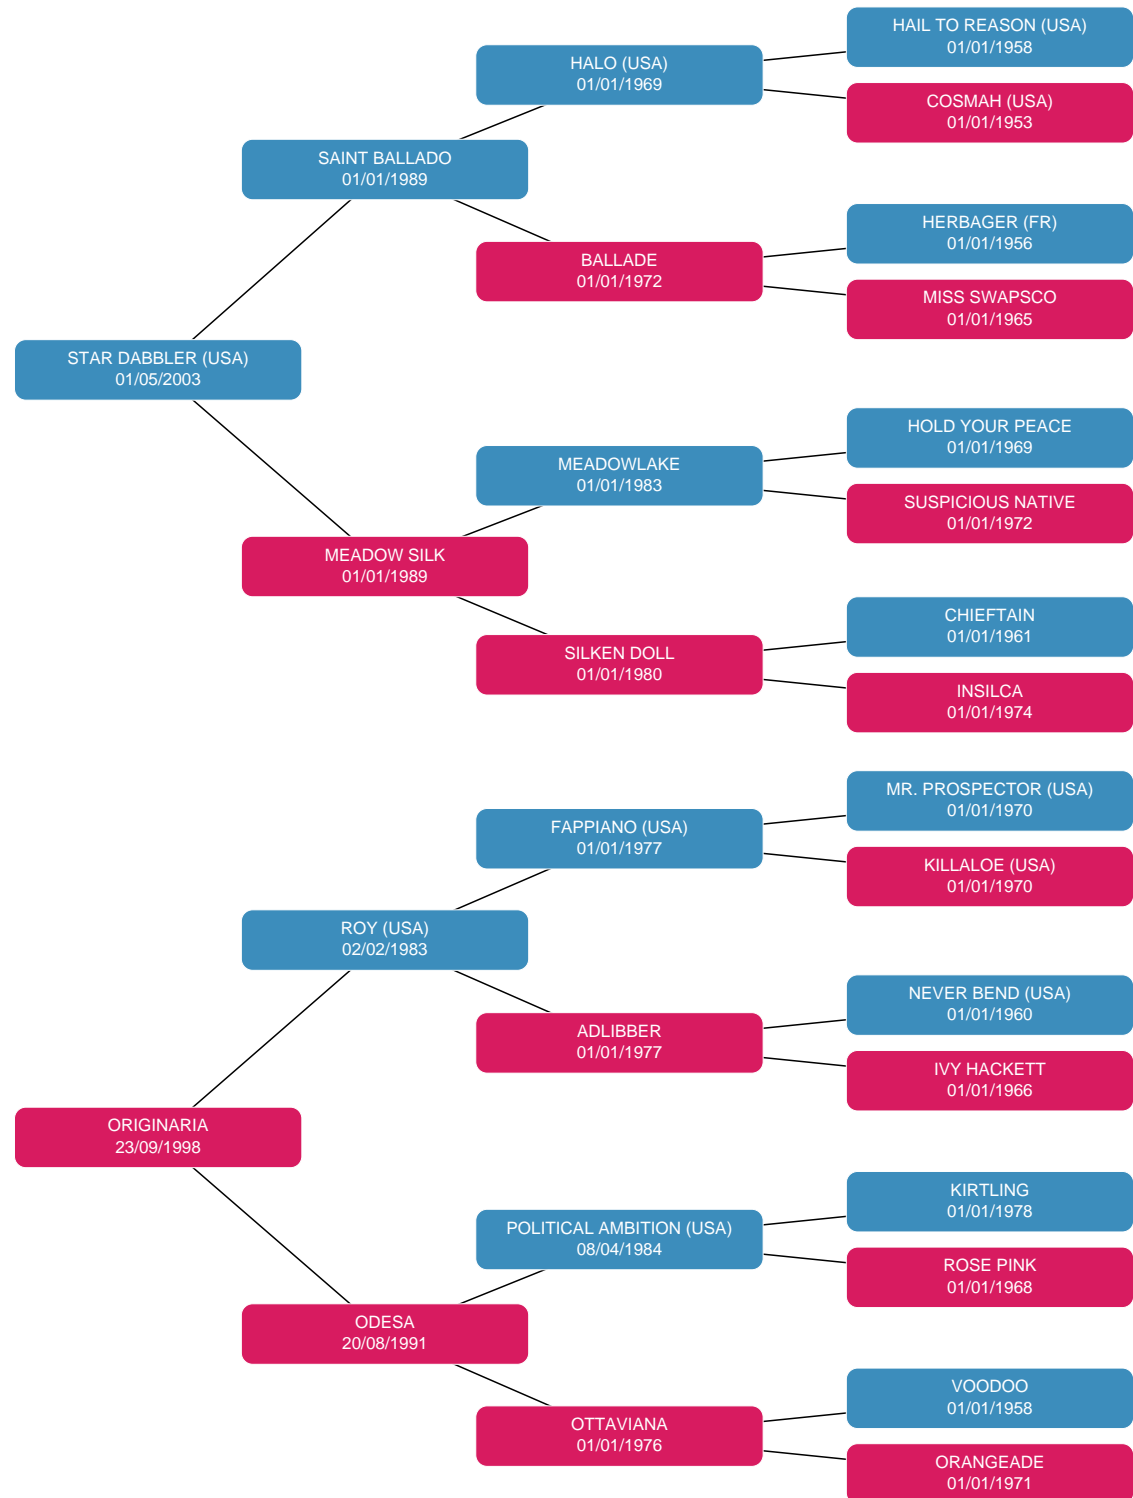 HAIL TO REASON (USA)
01/01/1958
HALO (USA)
01/01/1969
COSMAH (USA)
01/01/1953
SAINT BALLADO
01/01/1989
HERBAGER (FR)
01/01/1956
BALLADE
01/01/1972
MISS SWAPSCO
01/01/1965
STAR DABBLER (USA)
01/05/2003
HOLD YOUR PEACE
01/01/1969
MEADOWLAKE
01/01/1983
SUSPICIOUS NATIVE
01/01/1972
MEADOW SILK
01/01/1989
CHIEFTAIN
01/01/1961
SILKEN DOLL
01/01/1980
INSILCA
01/01/1974
MR. PROSPECTOR (USA)
01/01/1970
FAPPIANO (USA)
01/01/1977
KILLALOE (USA)
01/01/1970
ROY (USA)
02/02/1983
NEVER BEND (USA)
01/01/1960
ADLIBBER
01/01/1977
IVY HACKETT
01/01/1966
ORIGINARIA
23/09/1998
KIRTLING
01/01/1978
POLITICAL AMBITION (USA)
08/04/1984
ROSE PINK
01/01/1968
ODESA
20/08/1991
VOODOO
01/01/1958
OTTAVIANA
01/01/1976
ORANGEADE
01/01/1971